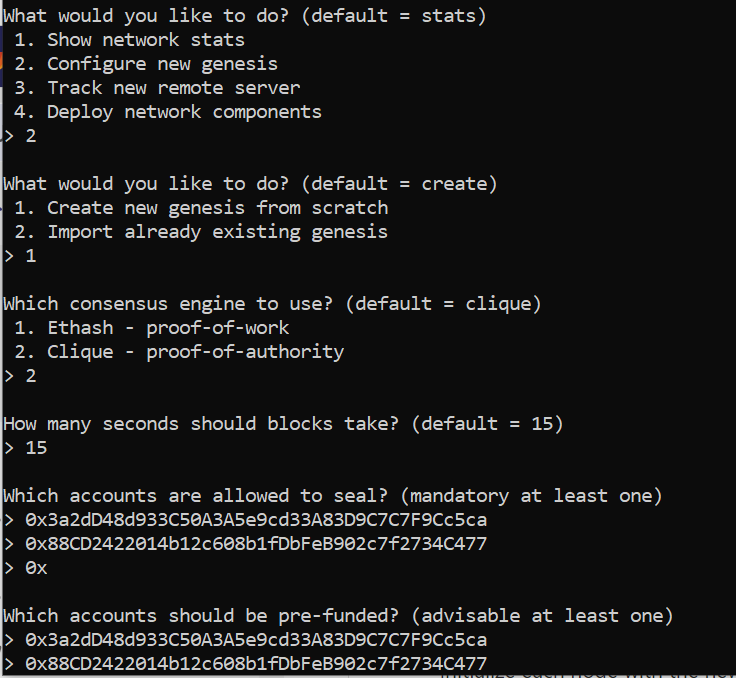 What would you like to do? (default = stats)
1. Show network stats
2. Configure new genesis
3. Track new remote server
4. Deploy network components
> 2
What would you like to do? (default = create)
1. Create new genesis from scratch
2. Import already existing genesis
> 1
Which consensus engine to use? (default = clique)
1. Ethash - proof-of-work
2. Clique - proof-of-authority
> 2
How many seconds should blocks take? (default = 15)
> 15
Which accounts are allowed to seal? (mandatory at least one)
> 0x3a2dD48d933C50A3A5e9cd33A83D9C7C7F9Cc5ca
> 0x88CD2422014b12c608b1fDbFeB902c7f2734C477
> 0x
Which accounts should be pre-funded? (advisable at least one)
> 0x3a2dD48d933C50A3A5e9cd33A83D9C7C7F9Cc5ca
> 0x88CD2422014b12c608b1fDbFeB902c7f2734C477